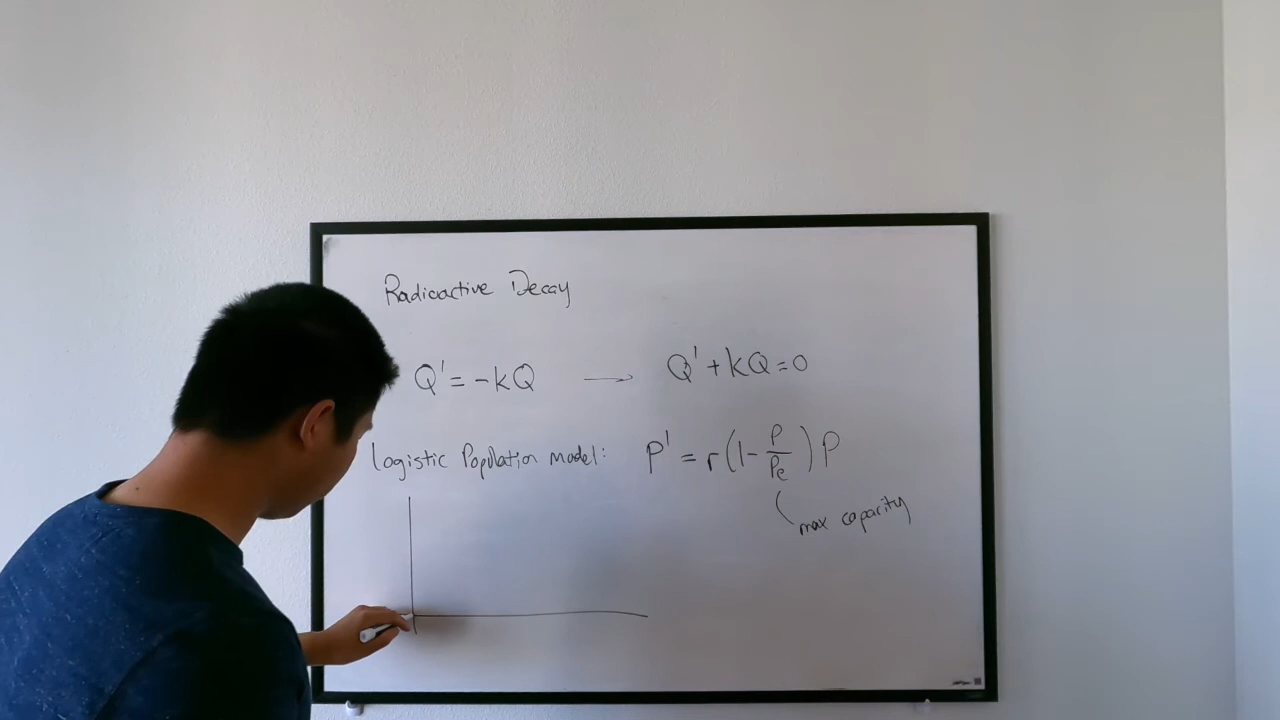 Radioactive Decay
Q' = -kQ → Q' + kQ = 0
Logistic Population model: P' = r(1 - P/Pe)P
max capacity